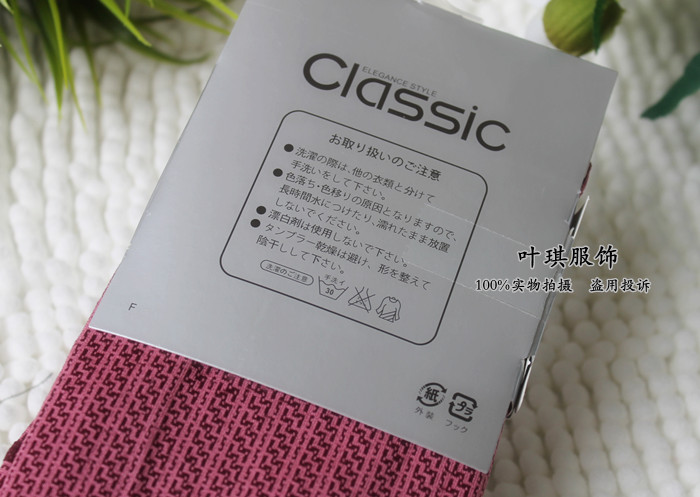 ELEGANCE STYLE
Classic
お取り扱いのご注意
●洗濯の際は、他の衣類と分けて
手洗いをして下さい。
●色落ち・色移りの原因となりますので、
長時間水につけたり、濡れたまま放置
しないでください。
●漂白剤は使用しないで下さい。
●タンブラー乾燥は避け、形を整えて
陰干しして下さい。
洗濯のご注意
手洗イ
30
F
紙
外装
プラ
フック
叶琪服饰
100%实物拍摄 盗用投诉